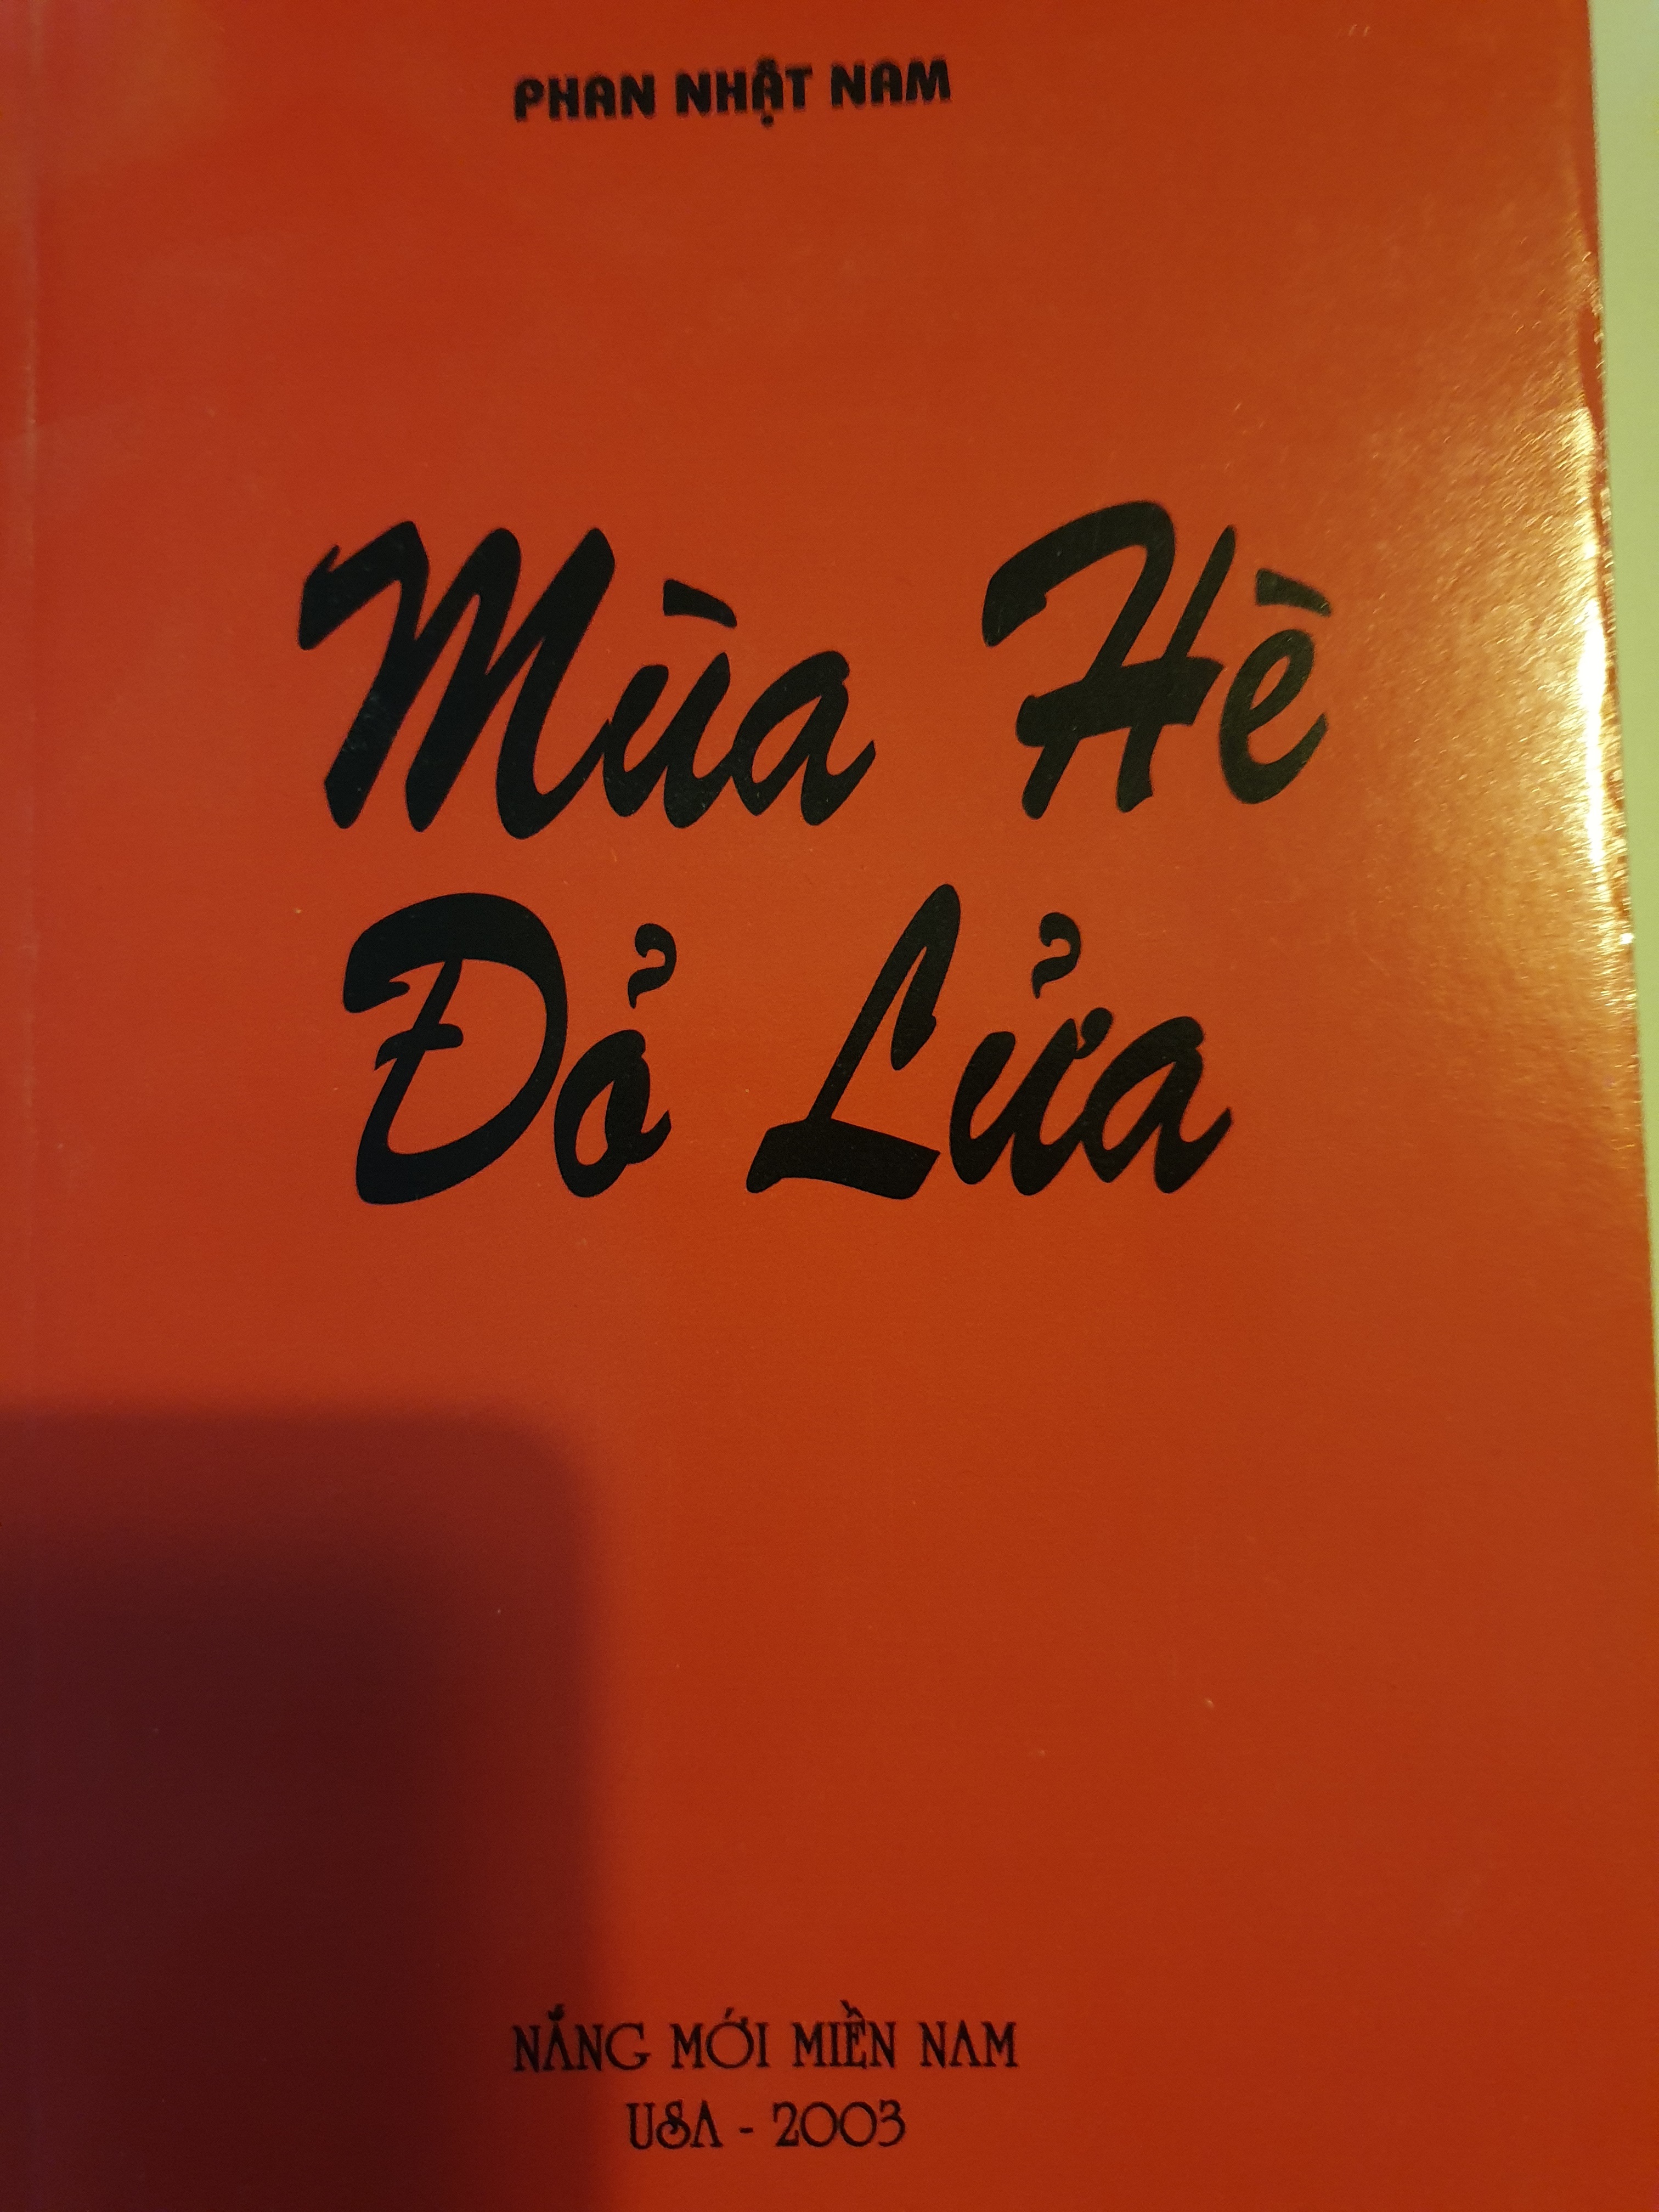 PHAN NHẬT NAM
Mùa Hè
Đỏ Lửa
NẮNG MỚI MIỀN NAM
USA - 2003